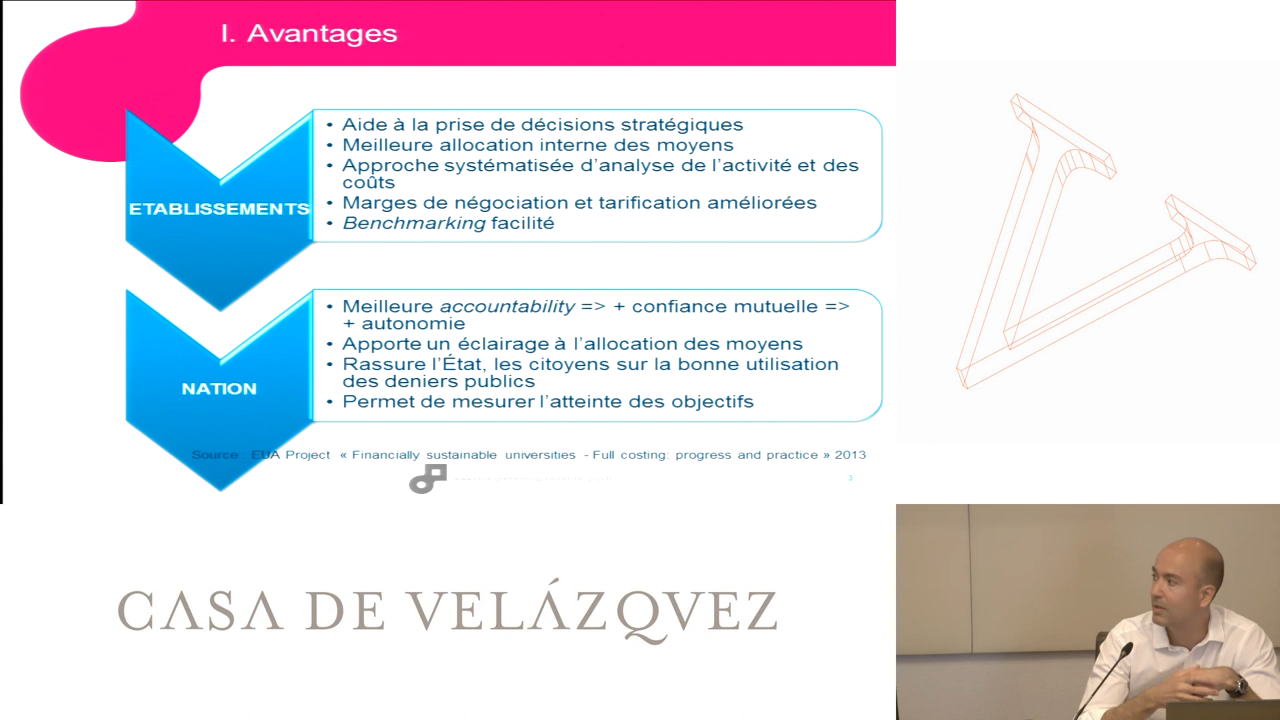 I. Avantages
ETABLISSEMENTS
• Aide à la prise de décisions stratégiques
• Meilleure allocation interne des moyens
• Approche systématisée d’analyse de l’activité et des
coûts
• Marges de négociation et tarification améliorées
• Benchmarking facilité
NATION
• Meilleure accountability => + confiance mutuelle =>
+ autonomie
• Apporte un éclairage à l’allocation des moyens
• Rassure l’État, les citoyens sur la bonne utilisation
des deniers publics
• Permet de mesurer l’atteinte des objectifs
Source : EUA Project « Financially sustainable universities - Full costing: progress and practice » 2013
3
CASA DE VELÁZQVEZ